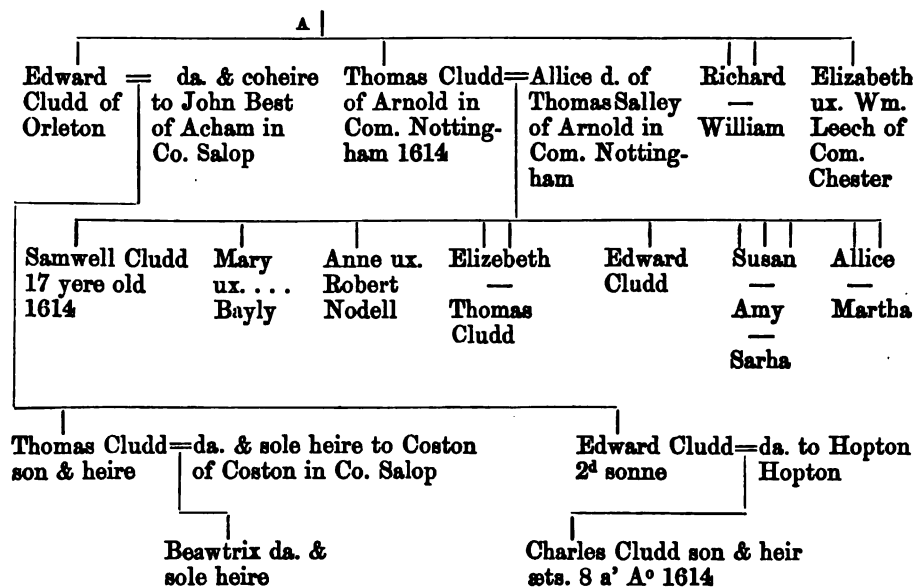 A
Edward
Cludd of
Orleton
= da. & coheire
to John Best
of Acham in
Co. Salop
Thomas Cludd=
of Arnold in
Com. Notting-
ham 1614
Allice d. of
Thomas Salley
of Arnold in
Com. Notting-
ham
Richard
—
William
Elizabeth
ux. Wm.
Leech of
Com.
Chester
Samwell Cludd
17 yere old
1614
Mary
ux. . . .
Bayly
Anne ux.
Robert
Nodell
Elizebeth
—
Thomas
Cludd
Edward
Cludd
Susan
—
Amy
—
Sarha
Allice
—
Martha
Thomas Cludd=da. & sole heire to Coston
son & heire of Coston in Co. Salop
Edward Cludd=da. to Hopton
2d sonne Hopton
Beawtrix da. &
sole heire
Charles Cludd son & heir
æts. 8 a' Aº 1614